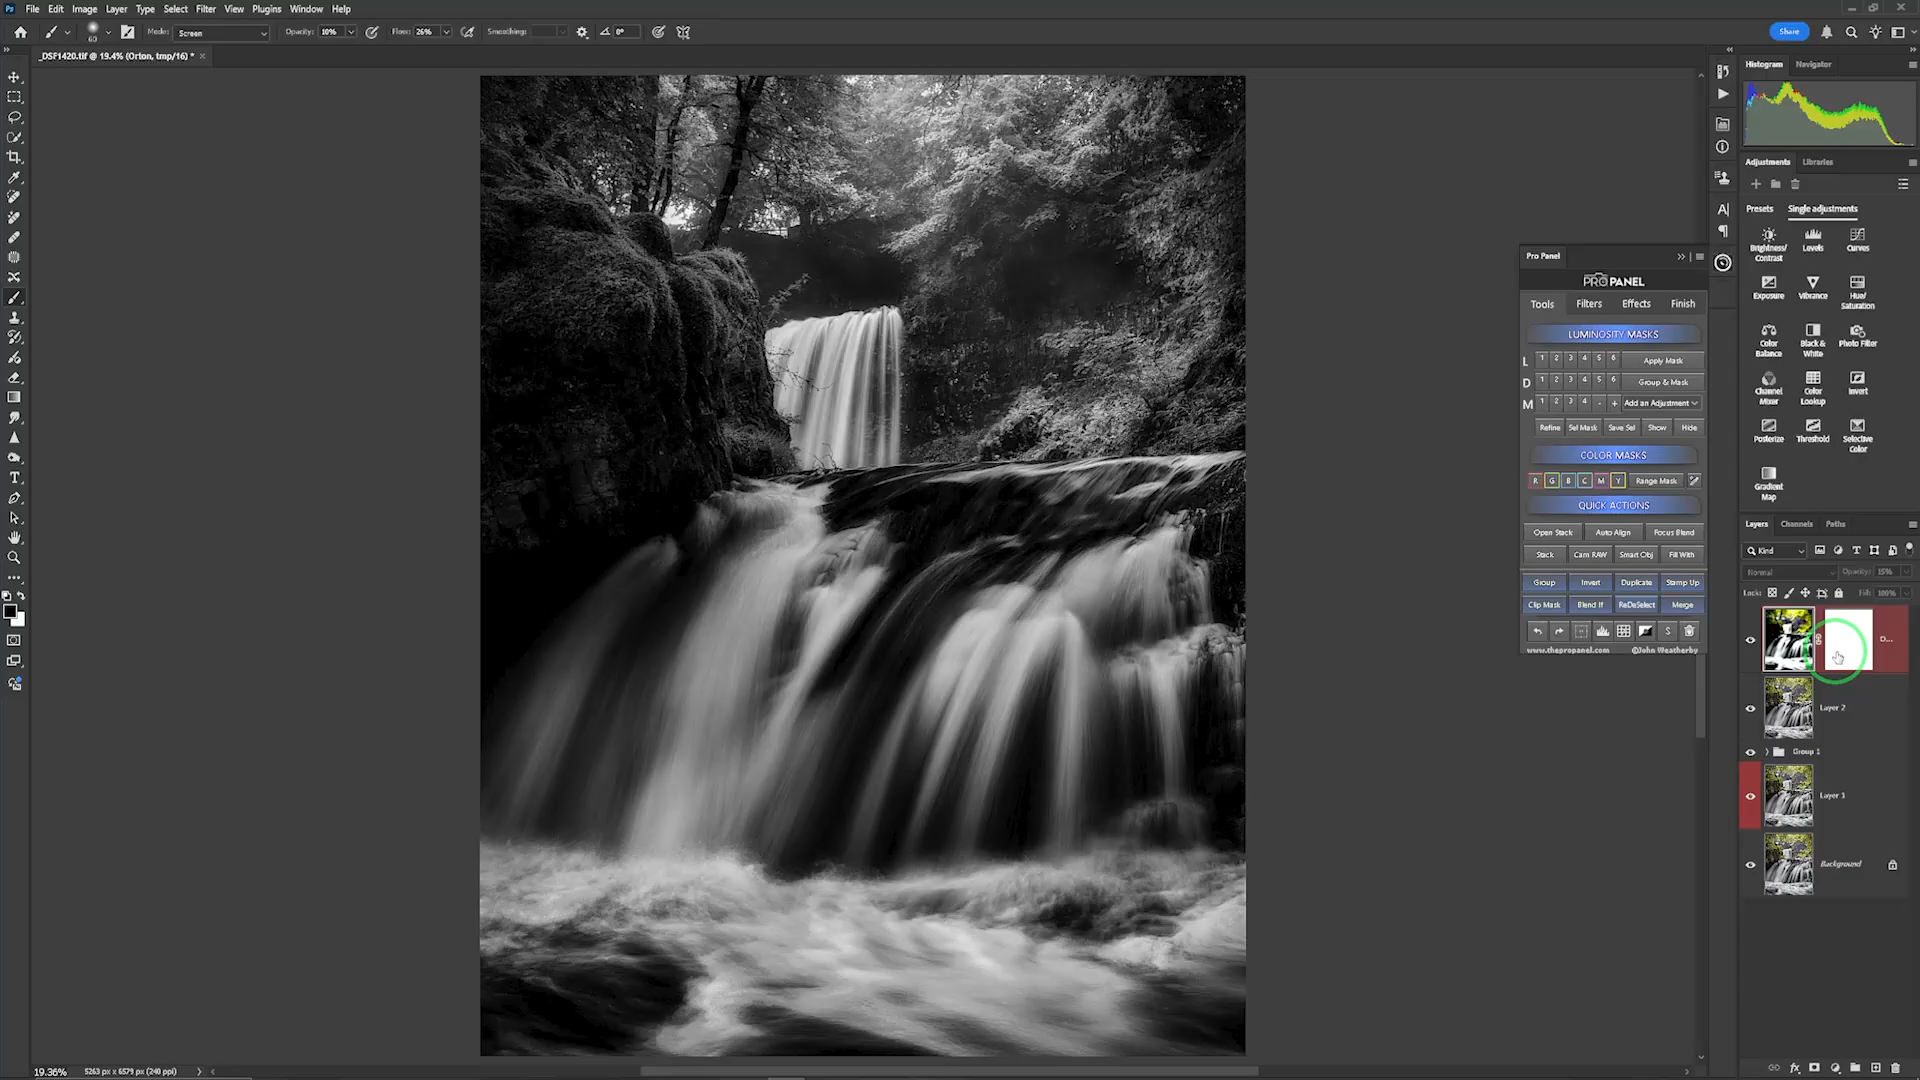 Ps File Edit Image Layer Type Select Filter View Plugins Window Help
Mode: Screen Opacity: 10% Flow: 26% Smoothing: 0° Share
_DSF1420.tif @ 19.4% (Orton, tmp/16) *
Histogram Navigator
Adjustments Libraries
Presets Single adjustments
Brightness/
Contrast
Levels
Curves
Exposure
Vibrance
Hue/
Saturation
Color
Balance
Black &
White
Photo Filter
Channel
Mixer
Color
Lookup
Invert
Posterize
Threshold
Selective
Color
Gradient
Map
Pro Panel
PRO PANEL
Tools Filters Effects Finish
LUMINOSITY MASKS
L 1 2 3 4 5 6 Apply Mask
D 1 2 3 4 5 6 Group & Mask
M 1 2 3 4 - + Add an Adjustment
Refine Sel Mask Save Sel Show Hide
COLOR MASKS
R G B C M Y Range Mask
QUICK ACTIONS
Open Stack Auto Align Focus Blend
Stack Cam RAW Smart Obj Fill With
Group Invert Duplicate Stamp Up
Clip Mask Blend If ReDeSelect Merge
S
www.thepropanel.com ©John Weatherby
Layers Channels Paths
Kind
Normal Opacity: 15%
Lock: Fill: 100%
D...
Layer 2
Group 1
Layer 1
Background
19.36% 5263 px x 6579 px (240 ppi)